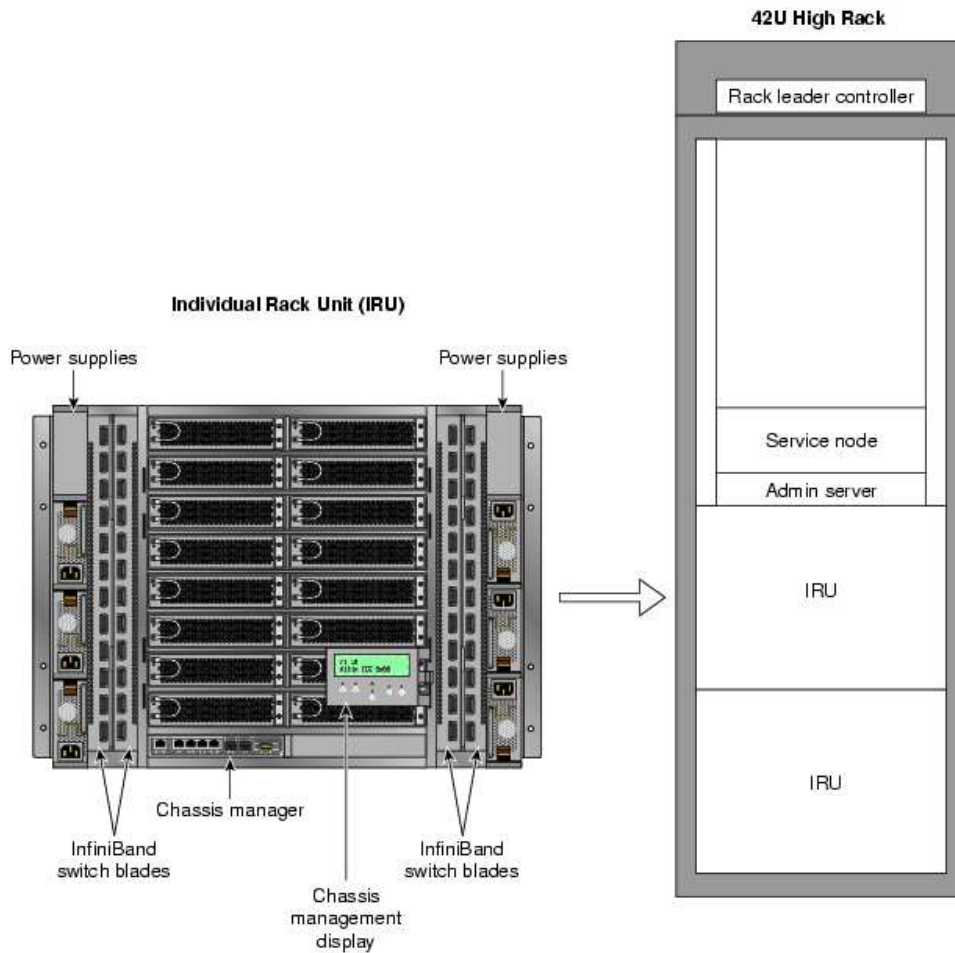 42U High Rack
Rack leader controller
Individual Rack Unit (IRU)
Power supplies
Power supplies
Service node
Admin server
IRU
IRU
Chassis manager
InfiniBand
switch blades
InfiniBand
switch blades
Chassis
management
display